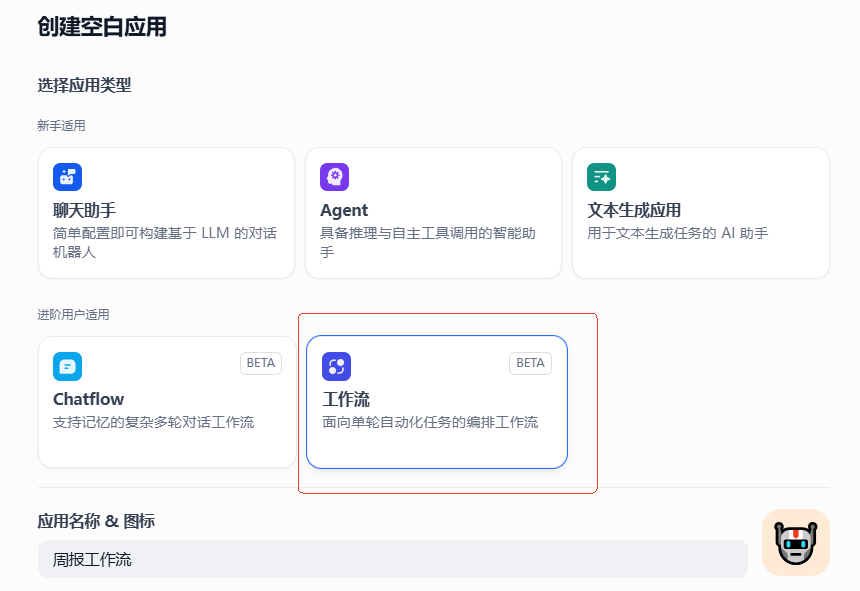 创建空白应用
选择应用类型
新手适用
聊天助手
简单配置即可构建基于 LLM 的对话
机器人
Agent
具备推理与自主工具调用的智能助
手
文本生成应用
用于文本生成任务的 AI 助手
进阶用户适用
BETA
Chatflow
支持记忆的复杂多轮对话工作流
BETA
工作流
面向单轮自动化任务的编排工作流
应用名称 & 图标
周报工作流